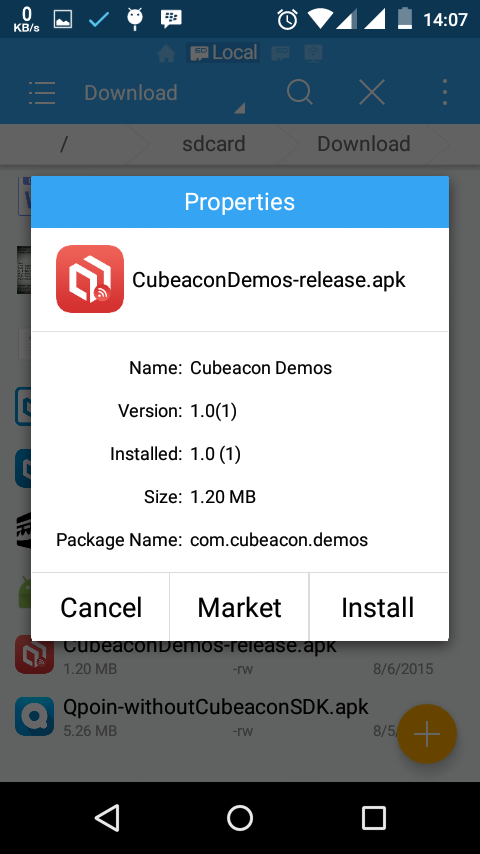 0
KB/s
14:07
Local
Download
/ sdcard Download
Properties
CubeaconDemos-release.apk
Name: Cubeacon Demos
Version: 1.0(1)
Installed: 1.0 (1)
Size: 1.20 MB
Package Name: com.cubeacon.demos
Cancel Market Install
CubeaconDemos-release.apk
1.20 MB -rw 8/6/2015
Qpoin-withoutCubeaconSDK.apk
5.26 MB -rw 8/5/